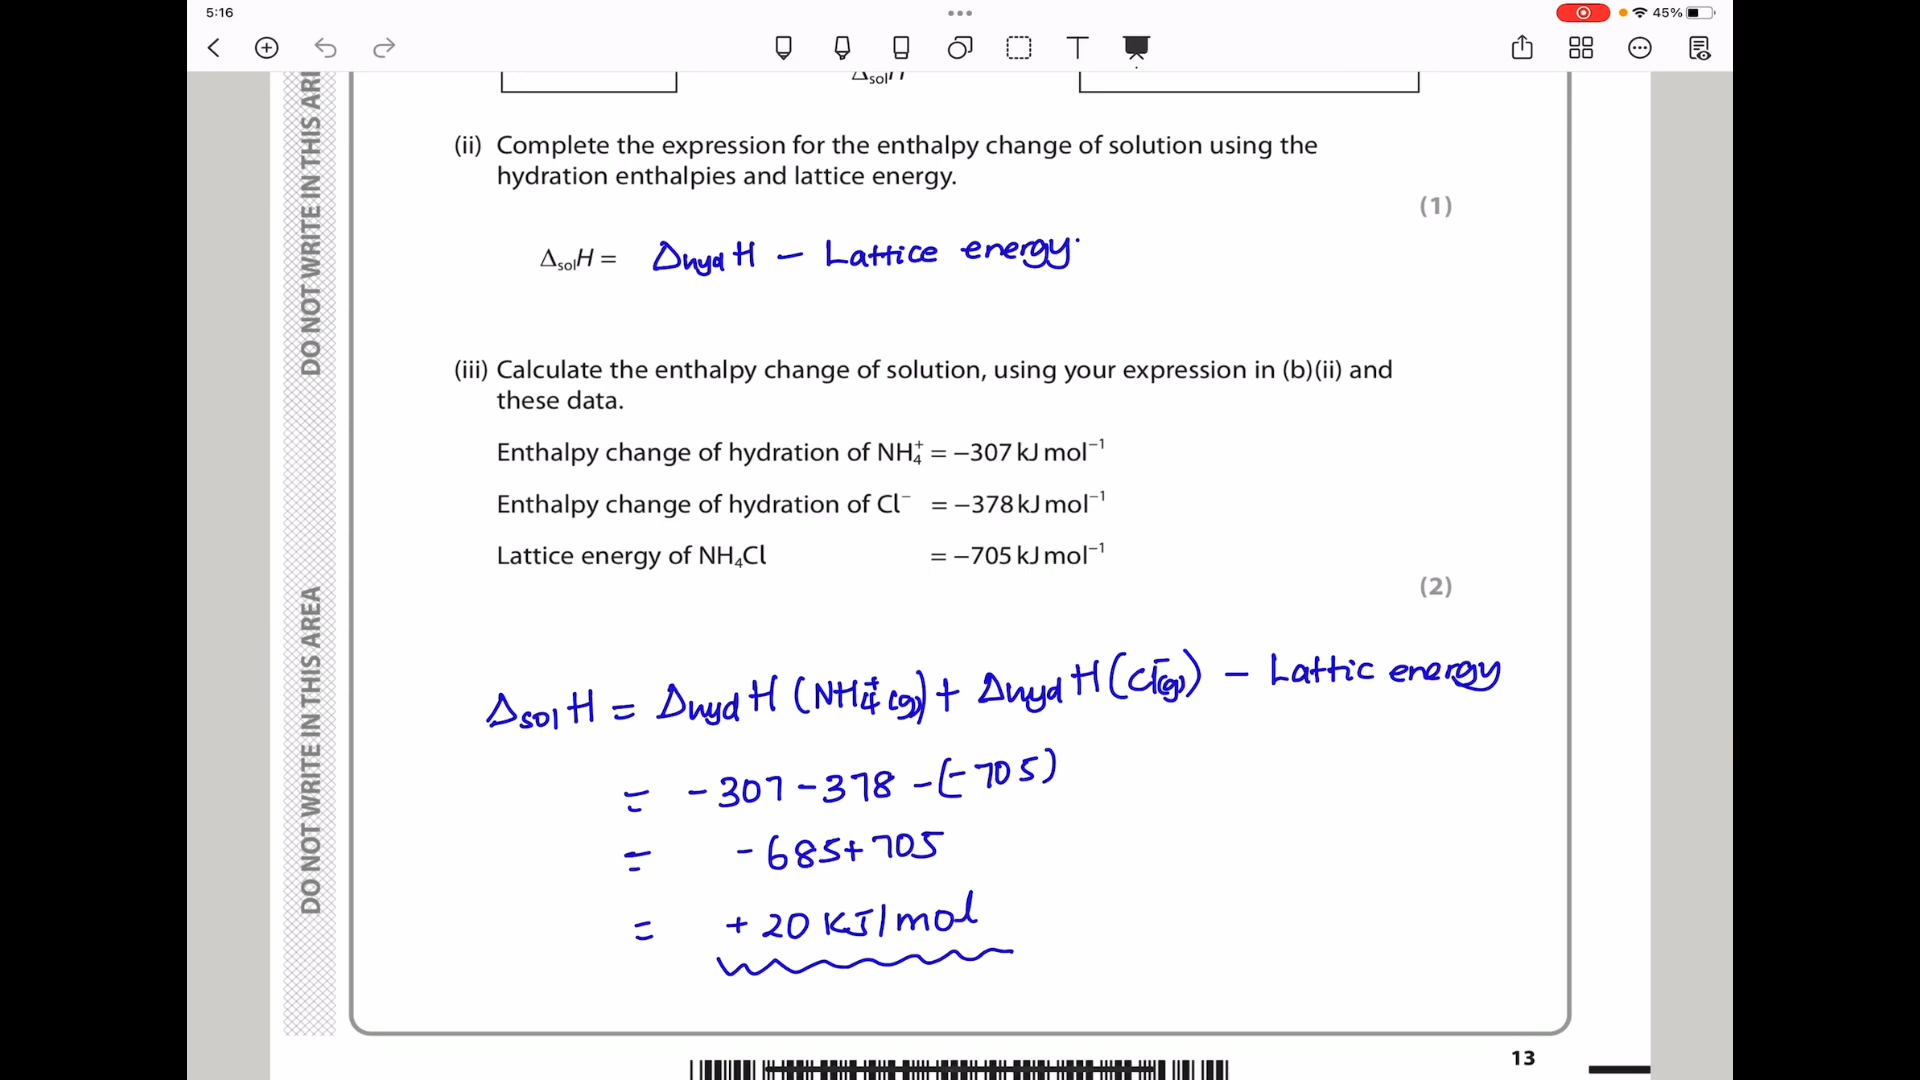 5:16
45%
ΔsolH
(ii) Complete the expression for the enthalpy change of solution using the
hydration enthalpies and lattice energy.
(1)
ΔsolH = ΔhydH – Lattice energy.
(iii) Calculate the enthalpy change of solution, using your expression in (b)(ii) and
these data.
Enthalpy change of hydration of NH₄⁺ = −307 kJ mol⁻¹
Enthalpy change of hydration of Cl⁻ = −378 kJ mol⁻¹
Lattice energy of NH₄Cl = −705 kJ mol⁻¹
(2)
ΔsolH = ΔhydH (NH₄⁺(g)) + ΔhydH (Cl⁻(g)) – Lattic energy
= -307-378-(-705)
= -685+705
= +20 KJ/mol
13
DO NOT WRITE IN THIS AREA
DO NOT WRITE IN THIS AREA